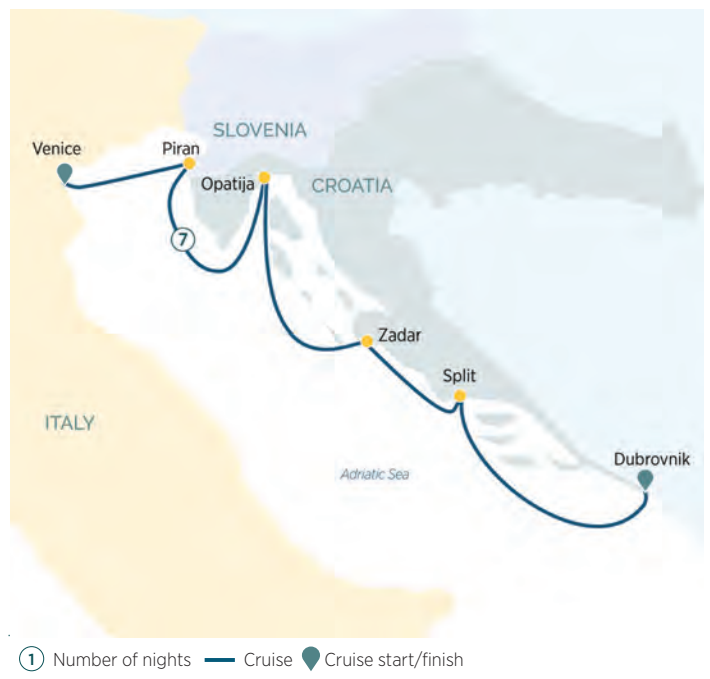 SLOVENIA
Venice
Piran
Opatija
CROATIA
7
Zadar
Split
ITALY
Dubrovnik
Adriatic Sea
1 Number of nights Cruise Cruise start/finish